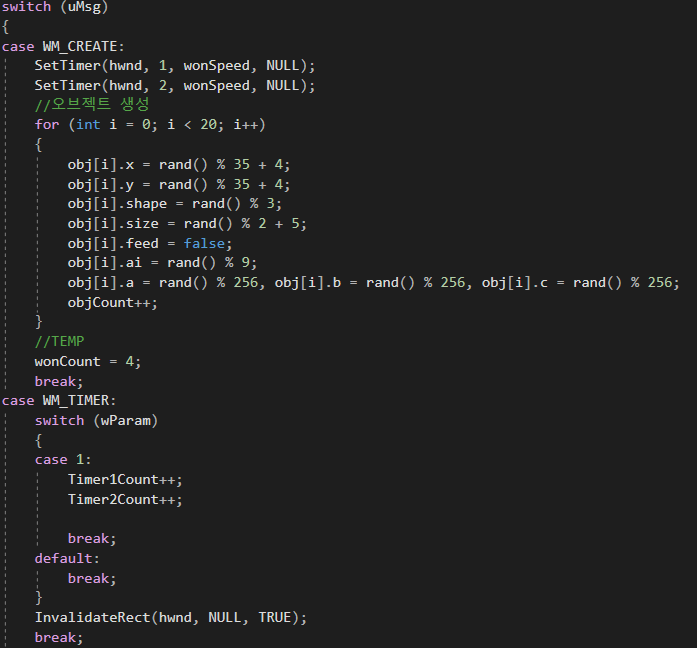 switch (uMsg)
{
case WM_CREATE:
SetTimer(hwnd, 1, wonSpeed, NULL);
SetTimer(hwnd, 2, wonSpeed, NULL);
//오브젝트 생성
for (int i = 0; i < 20; i++)
{
obj[i].x = rand() % 35 + 4;
obj[i].y = rand() % 35 + 4;
obj[i].shape = rand() % 3;
obj[i].size = rand() % 2 + 5;
obj[i].feed = false;
obj[i].ai = rand() % 9;
obj[i].a = rand() % 256, obj[i].b = rand() % 256, obj[i].c = rand() % 256;
objCount++;
}
//TEMP
wonCount = 4;
break;
case WM_TIMER:
switch (wParam)
{
case 1:
Timer1Count++;
Timer2Count++;
break;
default:
break;
}
InvalidateRect(hwnd, NULL, TRUE);
break;